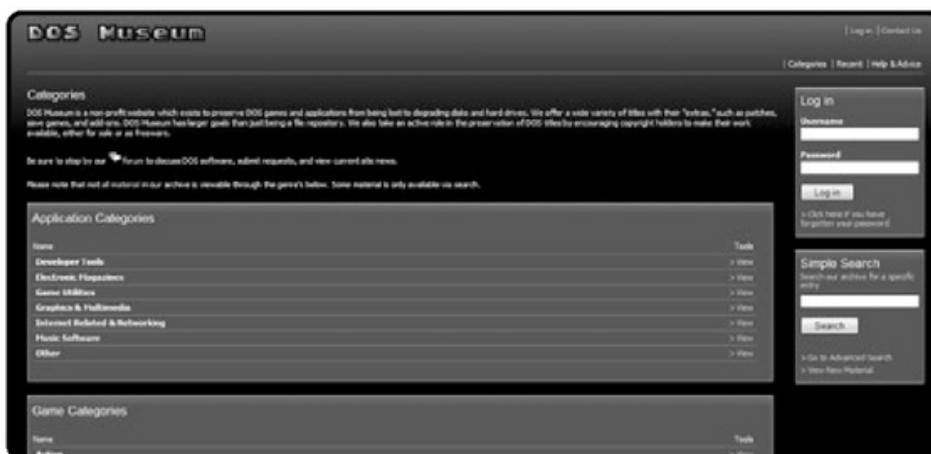 DOS Museum
| Log in | Contact Us
| Categories | Recent | Help & Advice
Categories
DOS Museum is a non-profit website which exists to preserve DOS games and applications from being lost to degrading disks and hard drives. We offer a wide variety of titles with their "extras," such as patches,
save games, and add-ons. DOS Museum has larger goals than just being a file repository. We also take an active role in the preservation of DOS titles by encouraging copyright holders to make their work
available, either for sale or as freeware.
Be sure to stop by our forum to discuss DOS software, submit requests, and view current site news.
Please note that not all material in our archive is viewable through the genre's below. Some material is only available via search.
Application Categories
Name Tools
Developer Tools > View
Electronic Magazines > View
Game Utilities > View
Graphics & Multimedia > View
Internet Related & Networking > View
Music Software > View
Other > View
Game Categories
Name Tools
Action
Log in
Username
Password
Log in
> Click here if you have
forgotten your password
Simple Search
Search our archive for a specific
entry
Search
> Go to Advanced Search
> View New Material